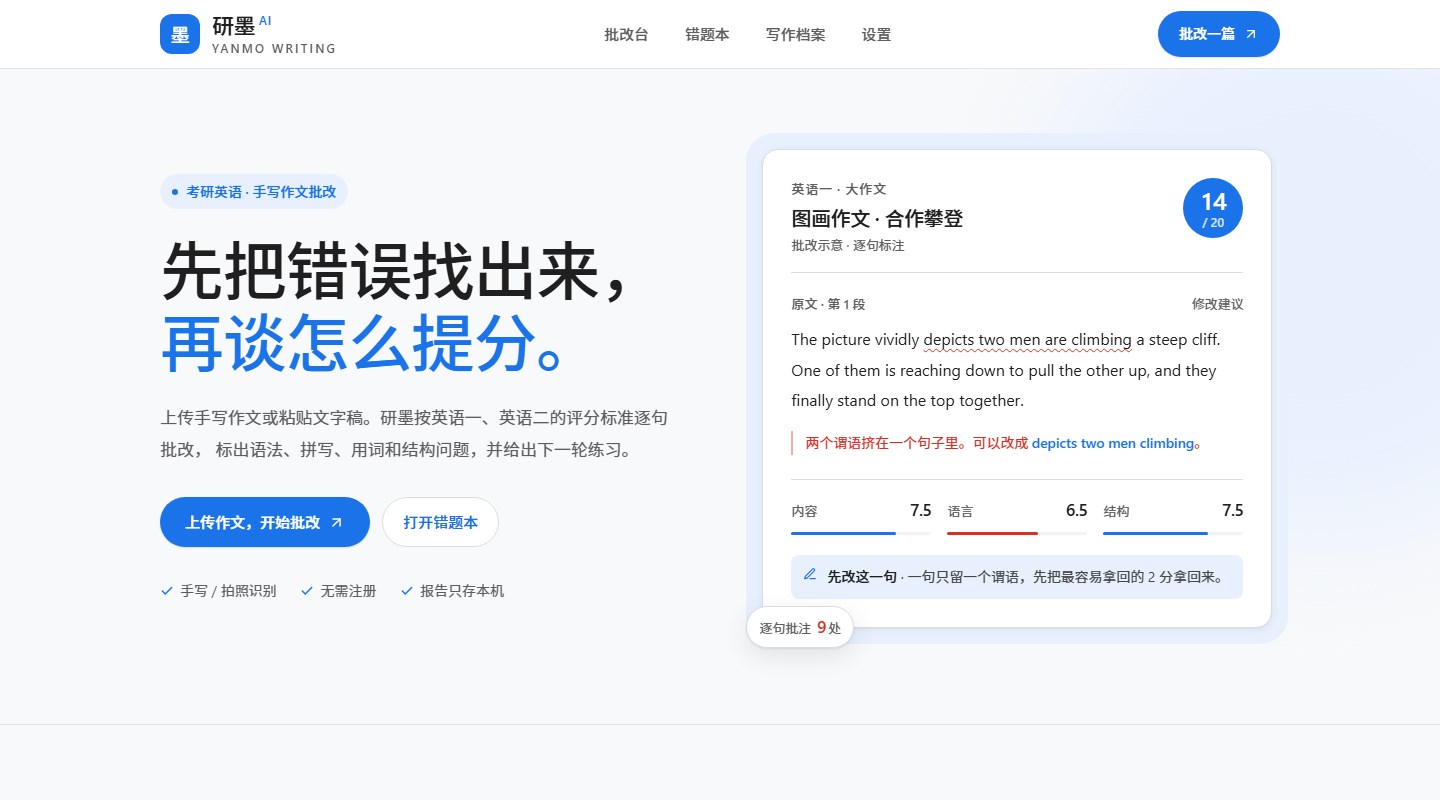 墨 研墨 AI
YANMO WRITING
批改台 错题本 写作档案 设置
批改一篇
考研英语 · 手写作文批改
先把错误找出来，
再谈怎么提分。
上传手写作文或粘贴文字稿。研墨按英语一、英语二的评分标准逐句
批改， 标出语法、拼写、用词和结构问题，并给出下一轮练习。
上传作文，开始批改 打开错题本
手写 / 拍照识别 无需注册 报告只存本机
英语一 · 大作文
图画作文 · 合作攀登
批改示意 · 逐句标注
14
/ 20
原文 · 第 1 段 修改建议
The picture vividly depicts two men are climbing a steep cliff.
One of them is reaching down to pull the other up, and they
finally stand on the top together.
两个谓语挤在一个句子里。可以改成 depicts two men climbing。
内容 7.5 语言 6.5 结构 7.5
先改这一句 · 一句只留一个谓语，先把最容易拿回的 2 分拿回来。
逐句批注 9 处